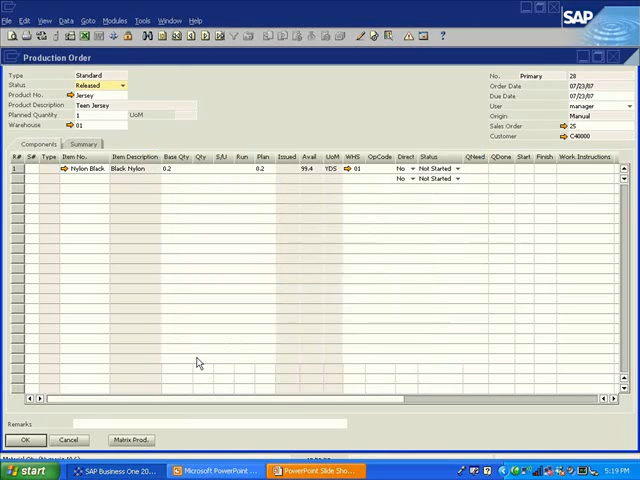 SAP
File Edit View Data Goto Modules Tools Window Help
Production Order
Type Standard
Status Released
Product No. Jersey
Product Description Teen Jersey
Planned Quantity 1 UoM
Warehouse 01
No. Primary 28
Order Date 07/23/07
Due Date 07/23/07
User manager
Origin Manual
Sales Order 25
Customer C40000
Components Summary
R# S# Type Item No. Item Description Base Qty Qty S/U Run Plan Issued Avail UoM WHS OpCode Direct Status QNeed QDone Start Finish Work Instructions
1 Nylon Black Black Nylon 0.2 0.2 99.4 YDS 01 No Not Started
No Not Started
Remarks
OK Cancel Matrix Prod.
start SAP Business One 20... Microsoft PowerPoint ... PowerPoint Slide Sho... 5:19 PM